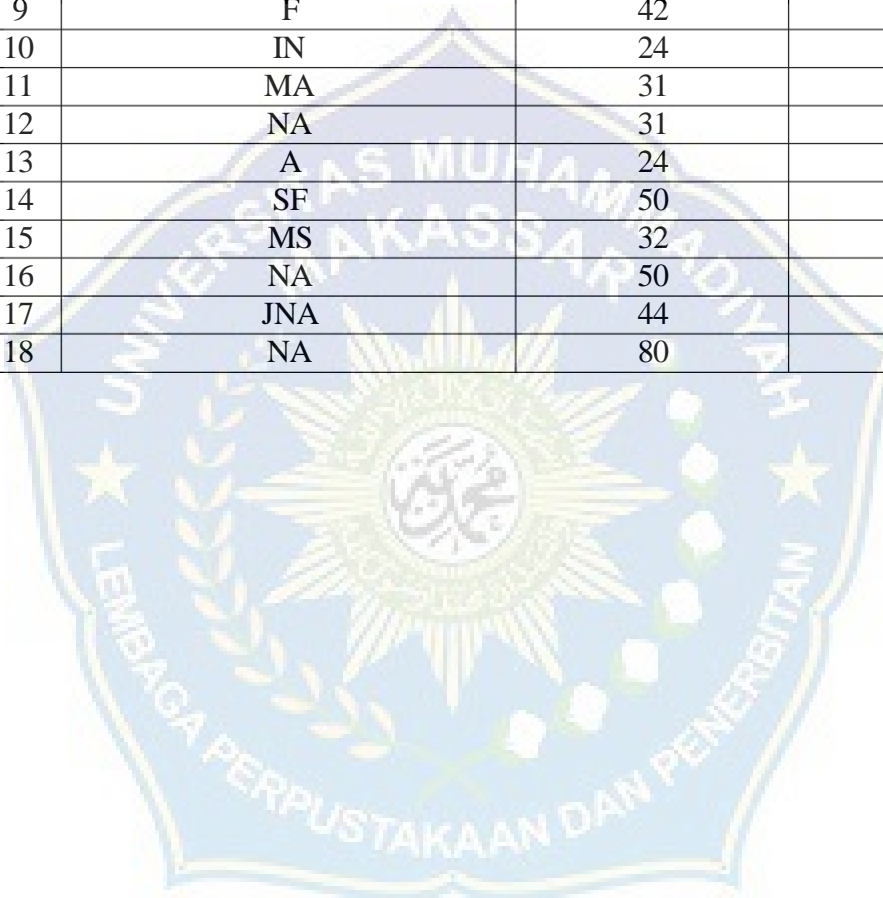 9 F 42
10 IN 24
11 MA 31
12 NA 31
13 A 24
14 SF 50
15 MS 32
16 NA 50
17 JNA 44
18 NA 80
UNIVERSITAS MUHAMMADIYAH
MAKASSAR
محمد
LEMBAGA PERPUSTAKAAN DAN PENERBITAN